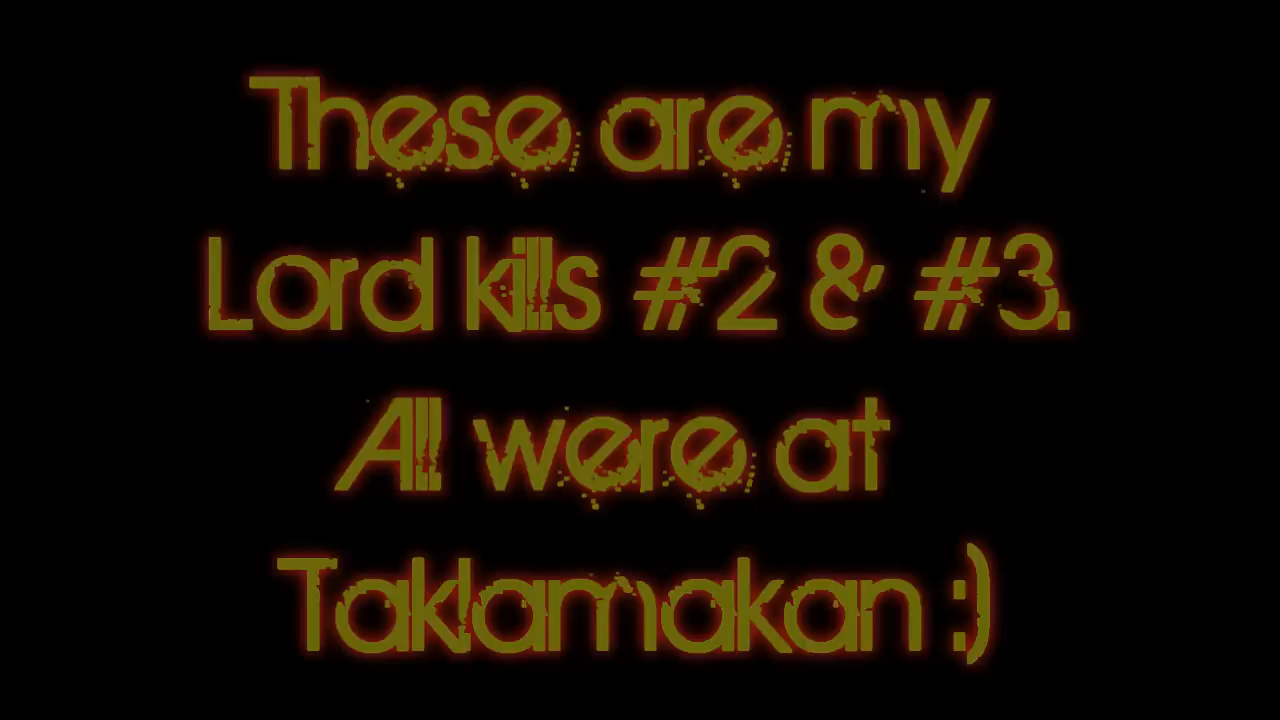 These are my
Lord kills #2 & #3.
All were at
Taklamakan :)